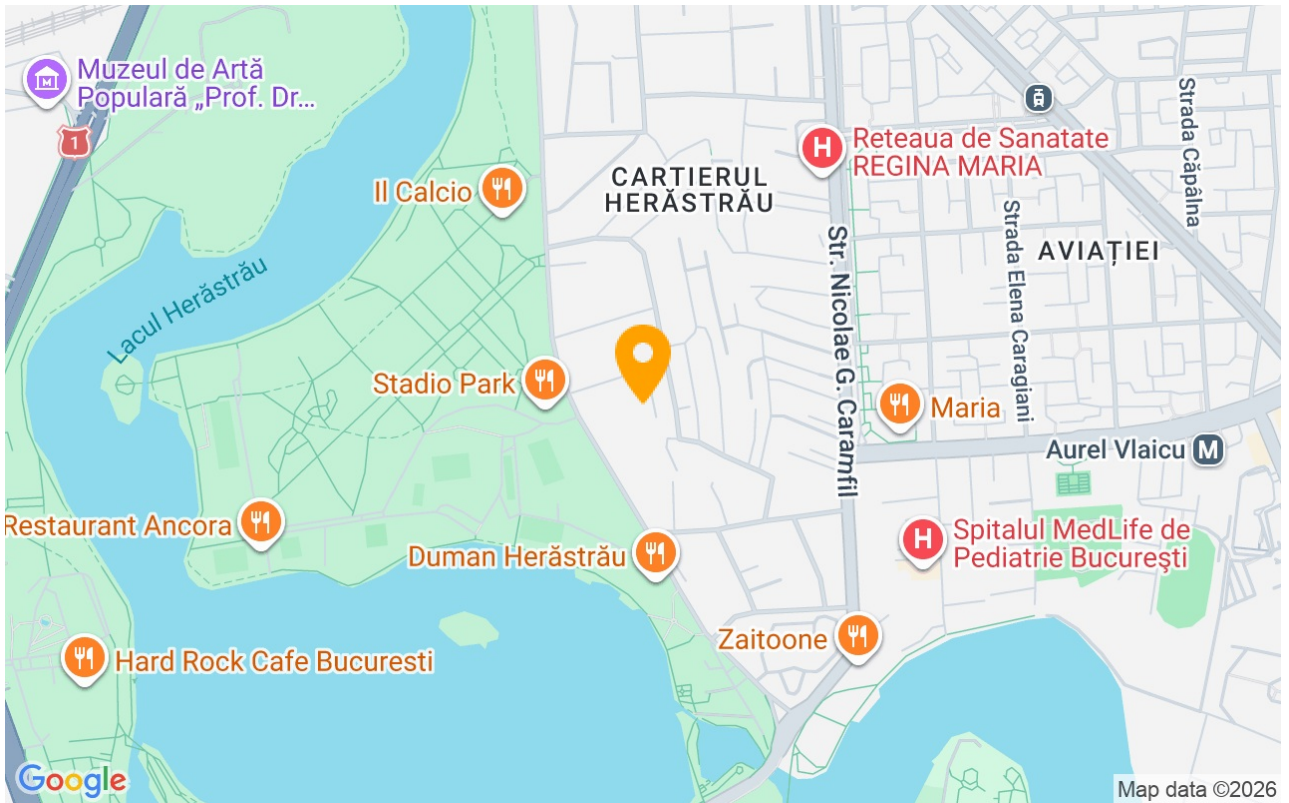 Muzeul de Artă
Populară „Prof. Dr...
1
Il Calcio
Lacul Herăstrău
CARTIERUL
HERĂSTRĂU
H
Reteaua de Sanatate
REGINA MARIA
Strada Căpâlna
Strada Elena Caragiani
AVIAȚIEI
Str. Nicolae G. Caramfil
Stadio Park
Maria
Aurel Vlaicu M
Restaurant Ancora
Duman Herăstrău
H
Spitalul MedLife de
Pediatrie Bucureşti
Zaitoone
Hard Rock Cafe Bucuresti
Google
Map data ©2026